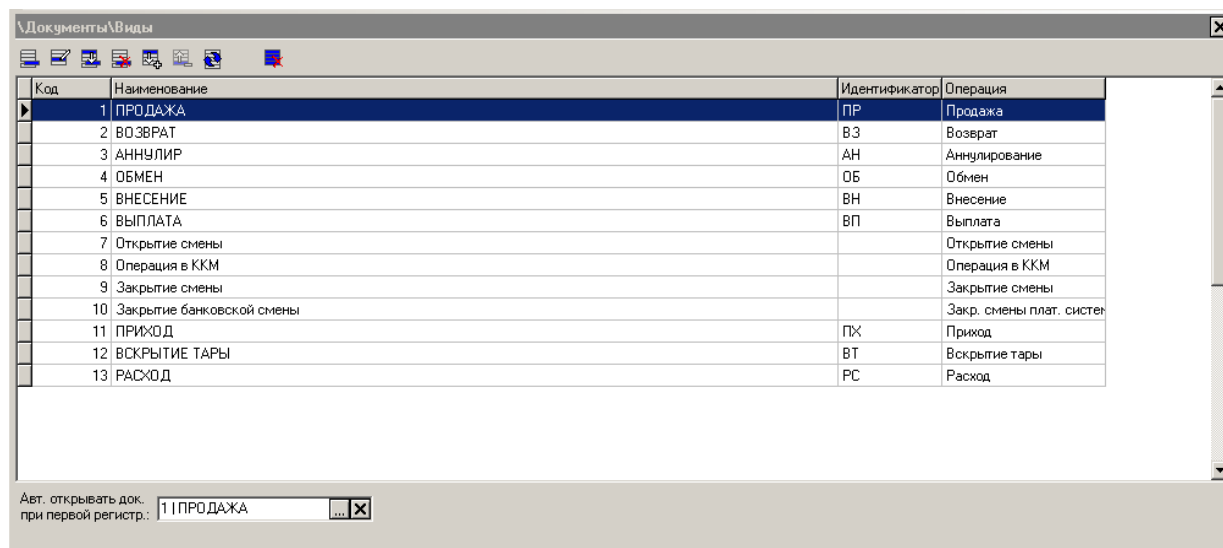 \Документы\Виды
Код Наименование Идентификатор Операция
1 ПРОДАЖА ПР Продажа
2 ВОЗВРАТ ВЗ Возврат
3 АННУЛИР АН Аннулирование
4 ОБМЕН ОБ Обмен
5 ВНЕСЕНИЕ ВН Внесение
6 ВЫПЛАТА ВП Выплата
7 Открытие смены Открытие смены
8 Операция в ККМ Операция в ККМ
9 Закрытие смены Закрытие смены
10 Закрытие банковской смены Закр. смены плат. систем
11 ПРИХОД ПХ Приход
12 ВСКРЫТИЕ ТАРЫ ВТ Вскрытие тары
13 РАСХОД РС Расход
Авт. открывать док.
при первой регистр.: 1 | ПРОДАЖА ...